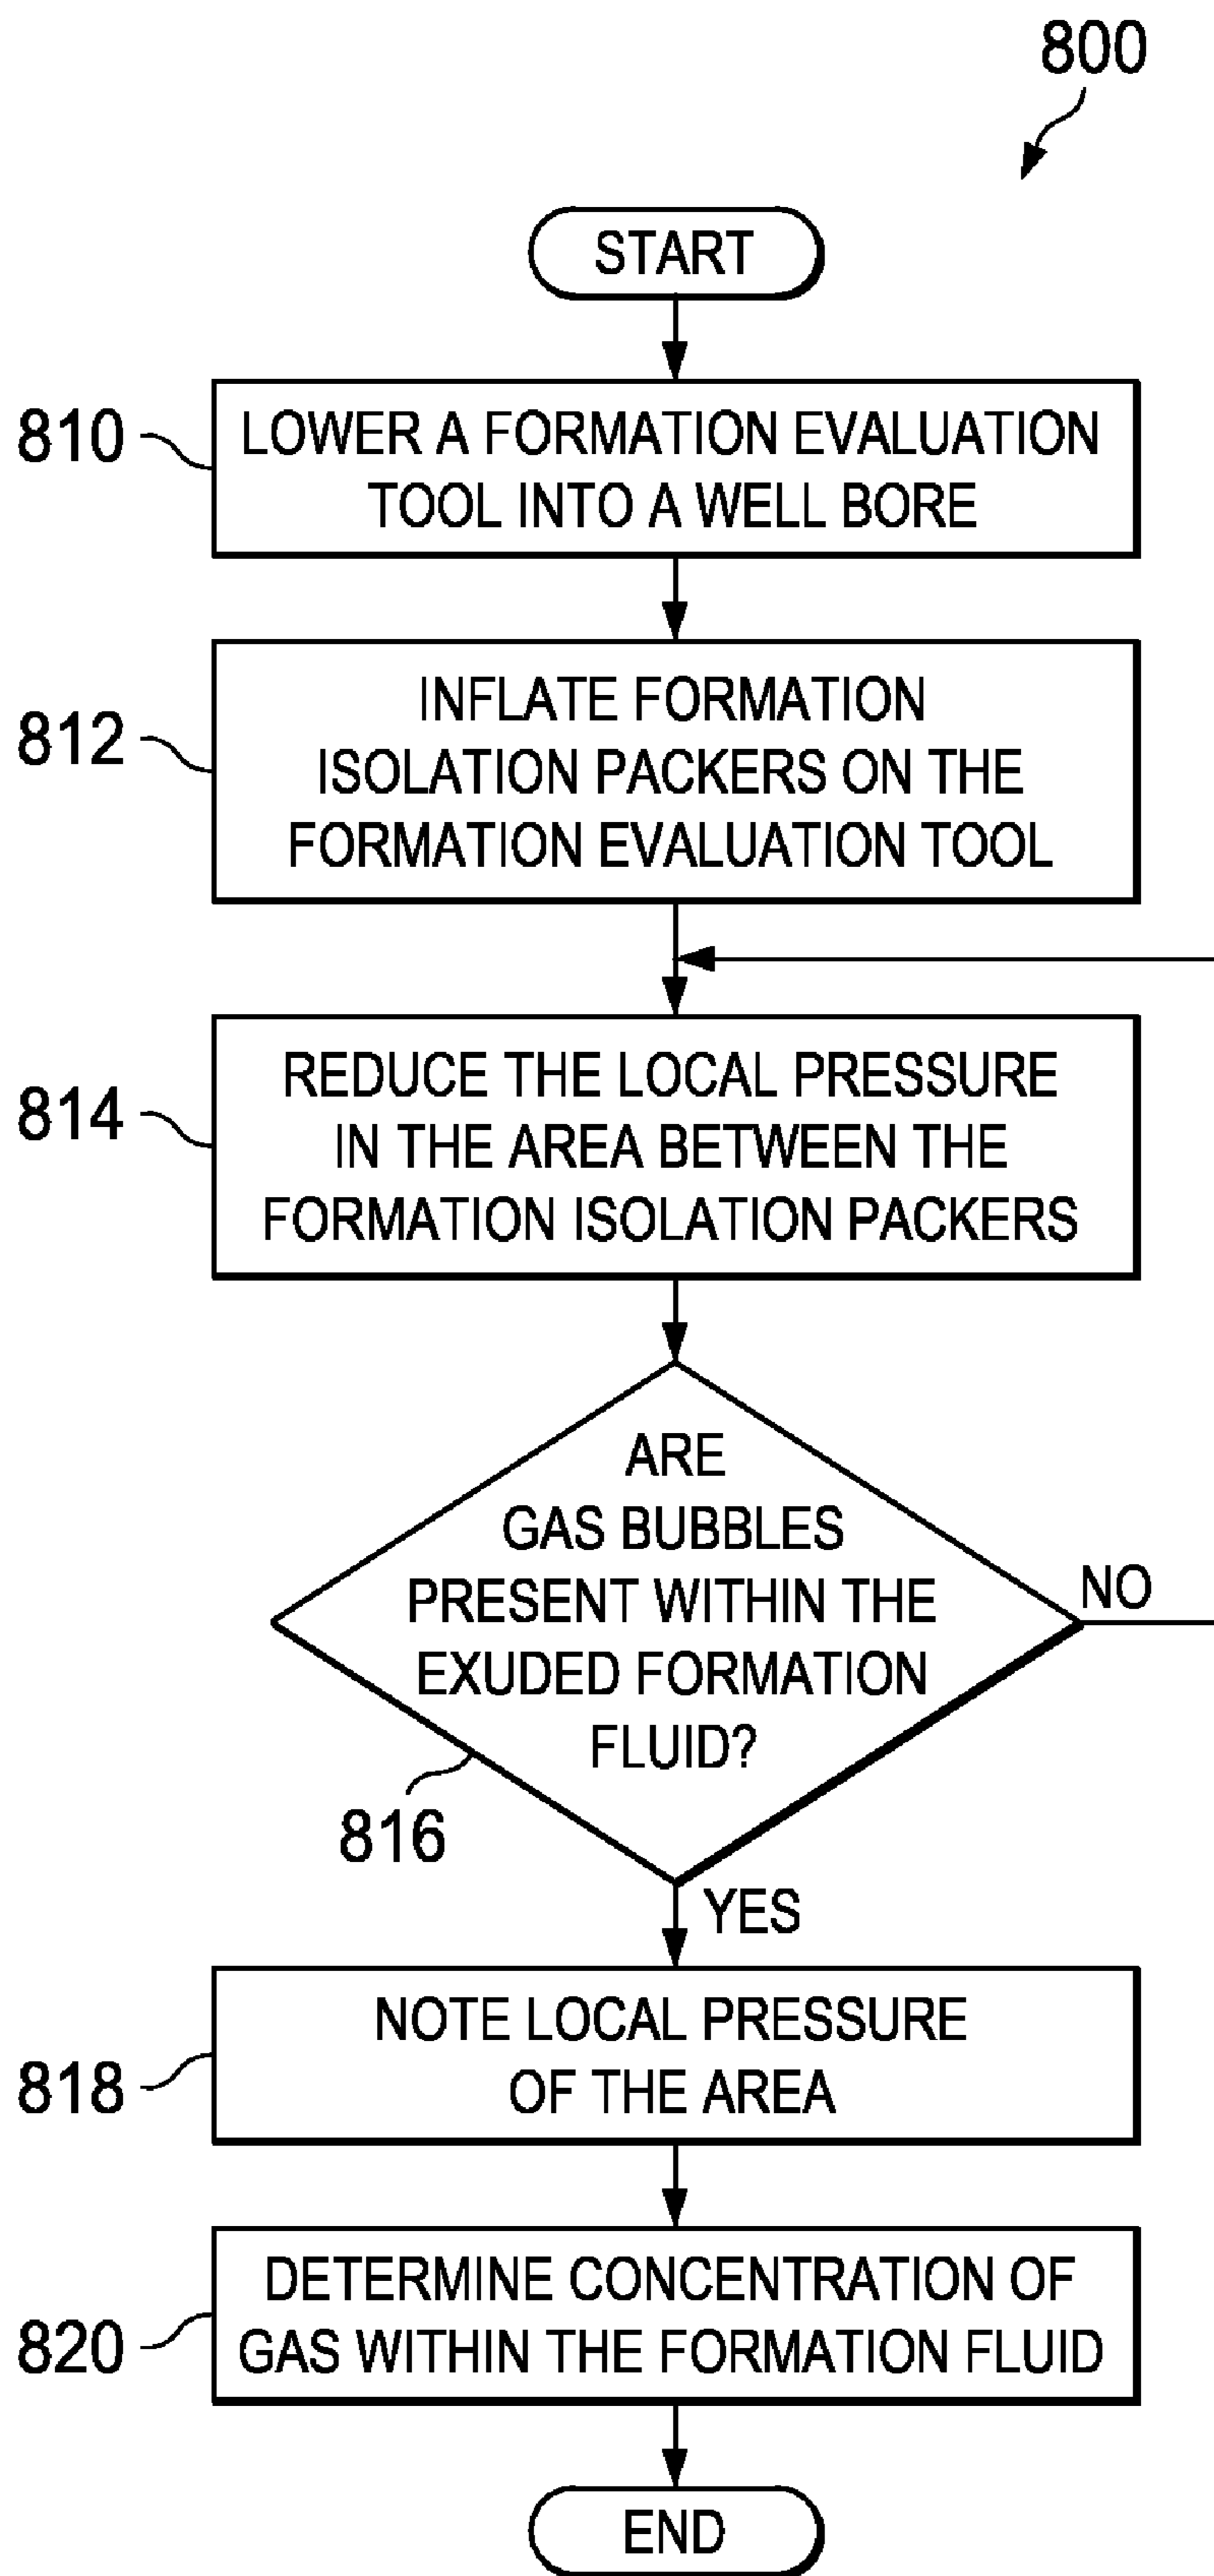 800
START
810
LOWER A FORMATION EVALUATION
TOOL INTO A WELL BORE
812
INFLATE FORMATION
ISOLATION PACKERS ON THE
FORMATION EVALUATION TOOL
814
REDUCE THE LOCAL PRESSURE
IN THE AREA BETWEEN THE
FORMATION ISOLATION PACKERS
ARE
GAS BUBBLES
PRESENT WITHIN THE
EXUDED FORMATION
FLUID?
NO
816
YES
818
NOTE LOCAL PRESSURE
OF THE AREA
820
DETERMINE CONCENTRATION OF
GAS WITHIN THE FORMATION FLUID
END